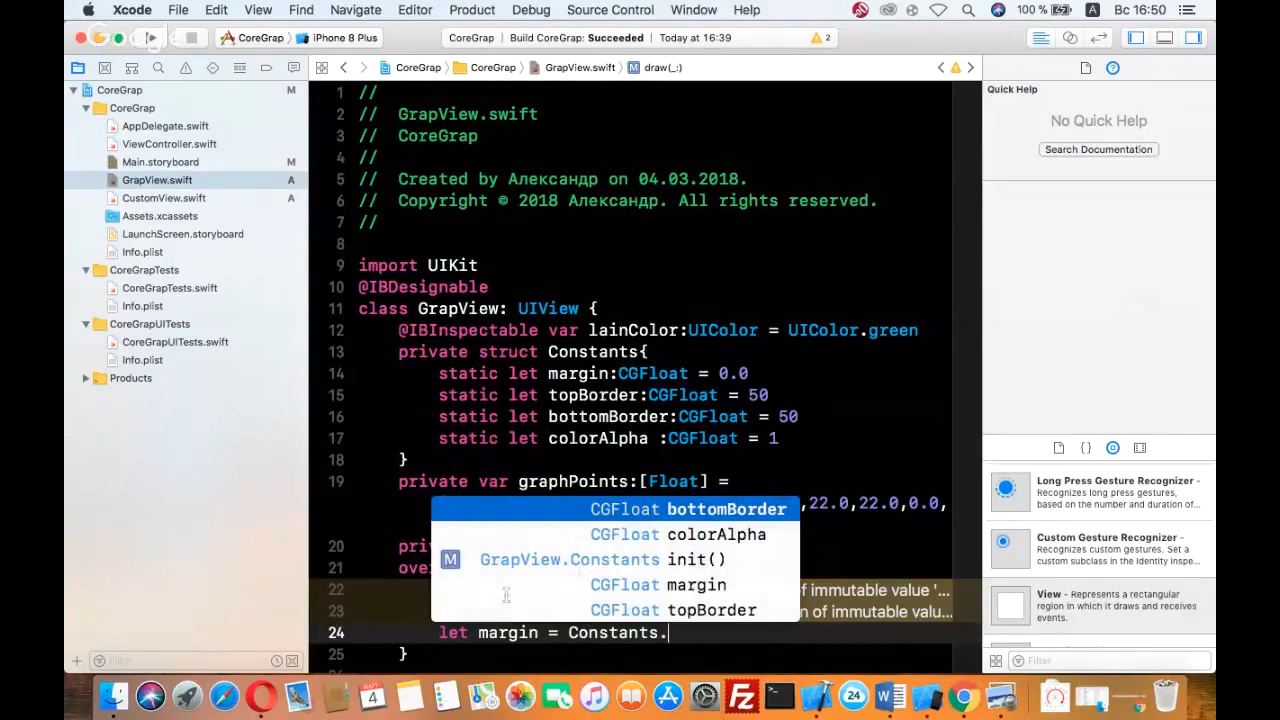 Xcode File Edit View Find Navigate Editor Product Debug Source Control Window Help 100 % A Вс 16:50
CoreGrap iPhone 8 Plus CoreGrap | Build CoreGrap: Succeeded | Today at 16:39 2
CoreGrap CoreGrap GrapView.swift M draw(_:)
CoreGrap M
CoreGrap
AppDelegate.swift
ViewController.swift
Main.storyboard M
GrapView.swift A
CustomView.swift A
Assets.xcassets
LaunchScreen.storyboard
Info.plist
CoreGrapTests
CoreGrapTests.swift
Info.plist
CoreGrapUITests
CoreGrapUITests.swift
Info.plist
Products
Filter
1 //
2 // GrapView.swift
3 // CoreGrap
4 //
5 // Created by Александр on 04.03.2018.
6 // Copyright © 2018 Александр. All rights reserved.
7 //
8
9 import UIKit
10 @IBDesignable
11 class GrapView: UIView {
12 @IBInspectable var lainColor:UIColor = UIColor.green
13 private struct Constants{
14 static let margin:CGFloat = 0.0
15 static let topBorder:CGFloat = 50
16 static let bottomBorder:CGFloat = 50
17 static let colorAlpha :CGFloat = 1
18 }
19 private var graphPoints:[Float] =
,22.0,22.0,0.0,
20 pri
21 ove
22 of immutable value '...
23 n of immutable valu...
24 let margin = Constants.
25 }
CGFloat bottomBorder
CGFloat colorAlpha
M GrapView.Constants init()
CGFloat margin
CGFloat topBorder
Quick Help
No Quick Help
Search Documentation
{ }
Long Press Gesture Recognizer -
Recognizes long press gestures,
based on the number and duration of...
Custom Gesture Recognizer -
Recognizes custom gestures. Set a
custom subclass in the identity inspe...
View - Represents a rectangular
region in which it draws and receives
events.
Filter
МАРТ
4
Fz
24
W